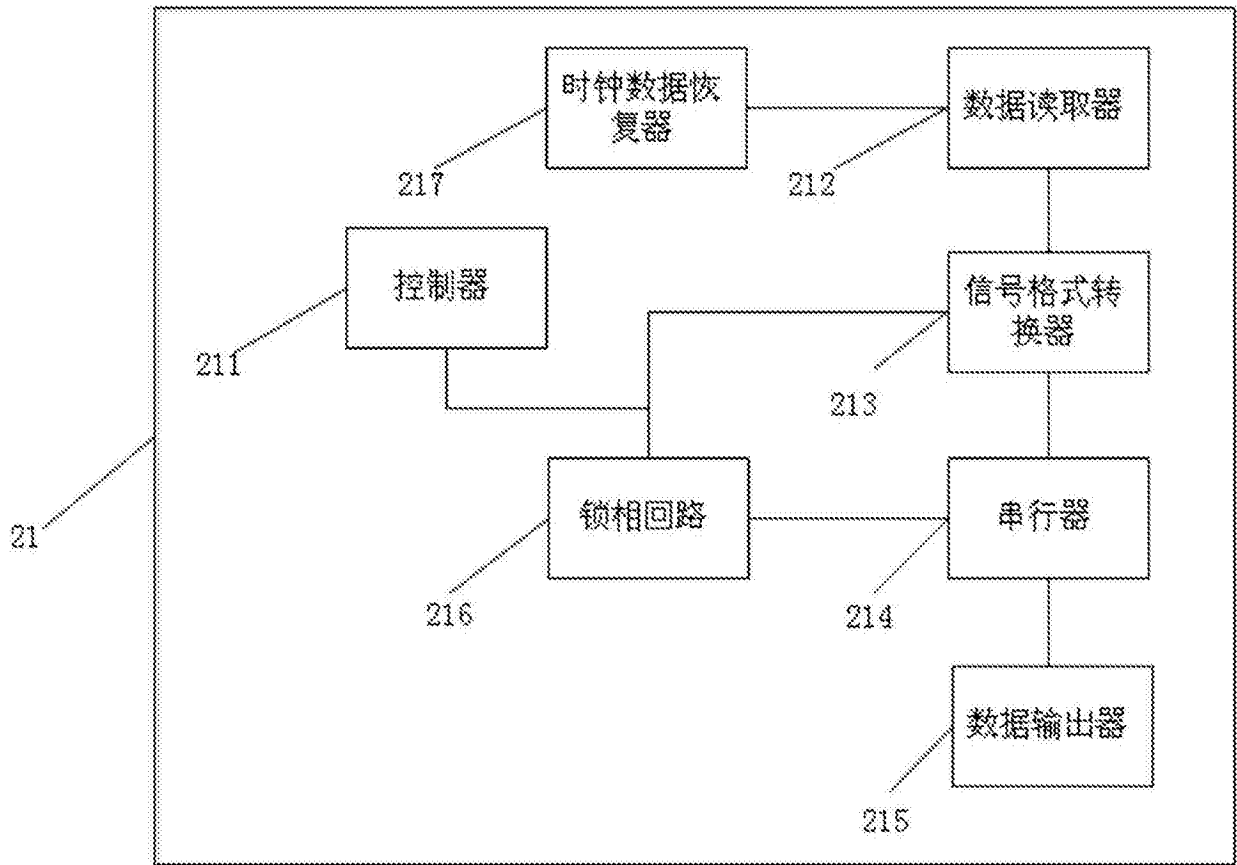 时钟数据恢
复器
数据读取器
217
212
控制器
信号格式转
换器
211
213
锁相回路
串行器
21
216
214
数据输出器
215